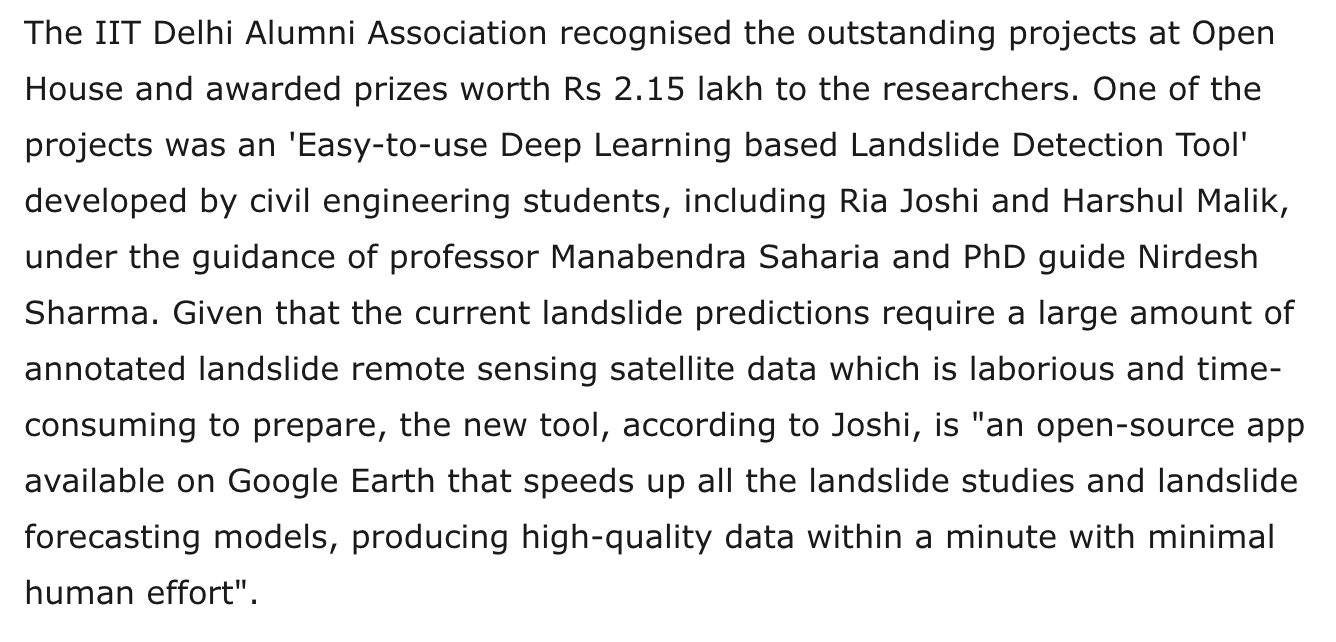 The IIT Delhi Alumni Association recognised the outstanding projects at Open
House and awarded prizes worth Rs 2.15 lakh to the researchers. One of the
projects was an 'Easy-to-use Deep Learning based Landslide Detection Tool'
developed by civil engineering students, including Ria Joshi and Harshul Malik,
under the guidance of professor Manabendra Saharia and PhD guide Nirdesh
Sharma. Given that the current landslide predictions require a large amount of
annotated landslide remote sensing satellite data which is laborious and time-
consuming to prepare, the new tool, according to Joshi, is "an open-source app
available on Google Earth that speeds up all the landslide studies and landslide
forecasting models, producing high-quality data within a minute with minimal
human effort".